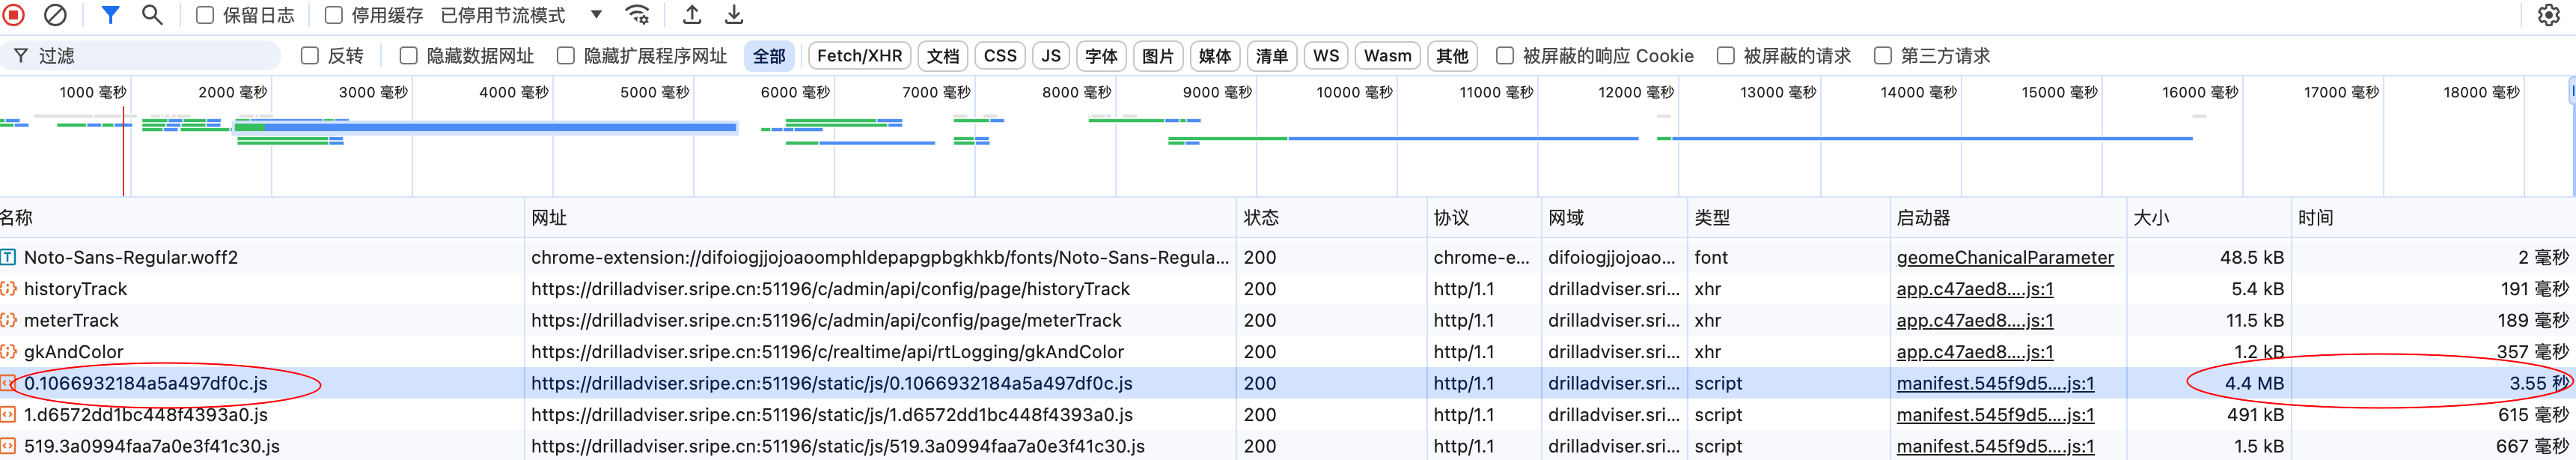 保留日志 停用缓存 已停用节流模式
过滤 反转 隐藏数据网址 隐藏扩展程序网址 全部 Fetch/XHR 文档 CSS JS 字体 图片 媒体 清单 WS Wasm 其他 被屏蔽的响应 Cookie 被屏蔽的请求 第三方请求
1000 毫秒 2000 毫秒 3000 毫秒 4000 毫秒 5000 毫秒 6000 毫秒 7000 毫秒 8000 毫秒 9000 毫秒 10000 毫秒 11000 毫秒 12000 毫秒 13000 毫秒 14000 毫秒 15000 毫秒 16000 毫秒 17000 毫秒 18000 毫秒
名称 网址 状态 协议 网域 类型 启动器 大小 时间
Noto-Sans-Regular.woff2 chrome-extension://difoiogjjojoaoomphldepapgpbgkhkb/fonts/Noto-Sans-Regula... 200 chrome-e... difoiogjjojoao... font geomeChanicalParameter 48.5 kB 2 毫秒
historyTrack https://drilladviser.sripe.cn:51196/c/admin/api/config/page/historyTrack 200 http/1.1 drilladviser.sri... xhr app.c47aed8....js:1 5.4 kB 191 毫秒
meterTrack https://drilladviser.sripe.cn:51196/c/admin/api/config/page/meterTrack 200 http/1.1 drilladviser.sri... xhr app.c47aed8....js:1 11.5 kB 189 毫秒
gkAndColor https://drilladviser.sripe.cn:51196/c/realtime/api/rtLogging/gkAndColor 200 http/1.1 drilladviser.sri... xhr app.c47aed8....js:1 1.2 kB 357 毫秒
0.1066932184a5a497df0c.js https://drilladviser.sripe.cn:51196/static/js/0.1066932184a5a497df0c.js 200 http/1.1 drilladviser.sri... script manifest.545f9d5....js:1 4.4 MB 3.55 秒
1.d6572dd1bc448f4393a0.js https://drilladviser.sripe.cn:51196/static/js/1.d6572dd1bc448f4393a0.js 200 http/1.1 drilladviser.sri... script manifest.545f9d5....js:1 491 kB 615 毫秒
519.3a0994faa7a0e3f41c30.js https://drilladviser.sripe.cn:51196/static/js/519.3a0994faa7a0e3f41c30.js 200 http/1.1 drilladviser.sri... script manifest.545f9d5....js:1 1.5 kB 667 毫秒